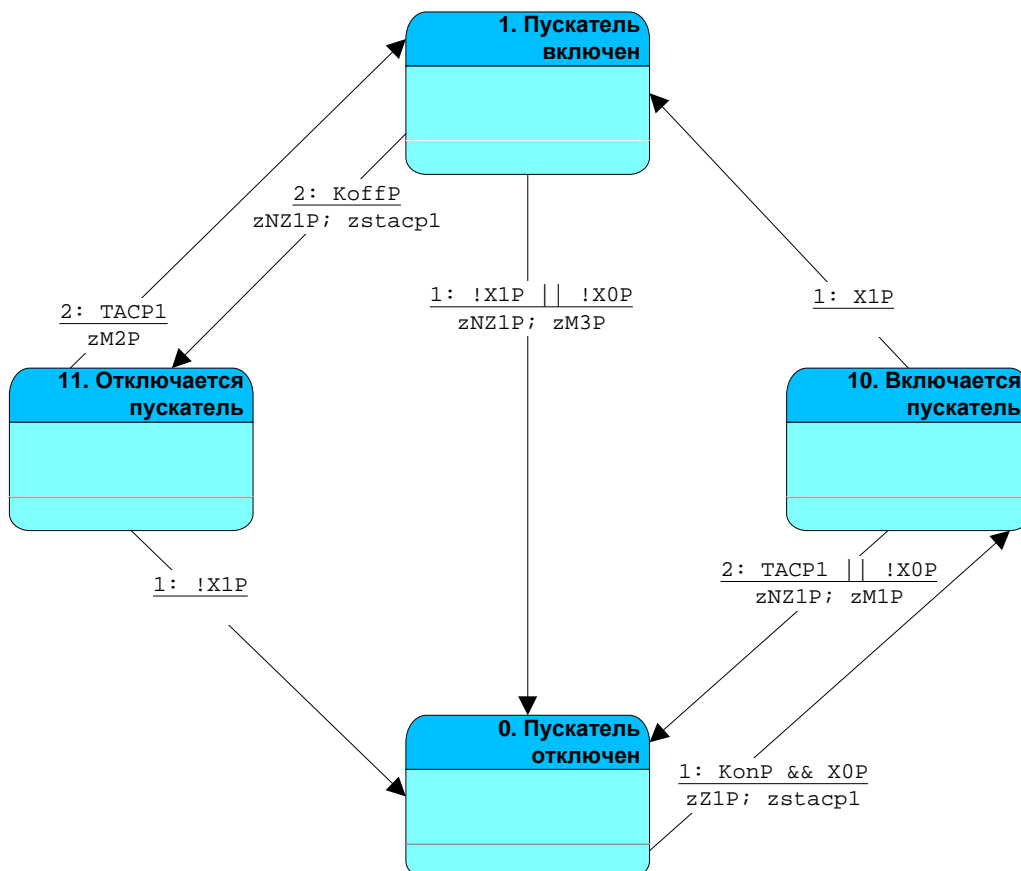 1. Пускатель
включен
2: KoffP
zNZ1P; zstacp1
1: !X1P || !X0P
zNZ1P; zM3P
1: X1P
2: TACP1
zM2P
11. Отключается
пускатель
10. Включается
пускатель
1: !X1P
2: TACP1 || !X0P
zNZ1P; zM1P
0. Пускатель
отключен
1: KonP && X0P
zZ1P; zstacp1